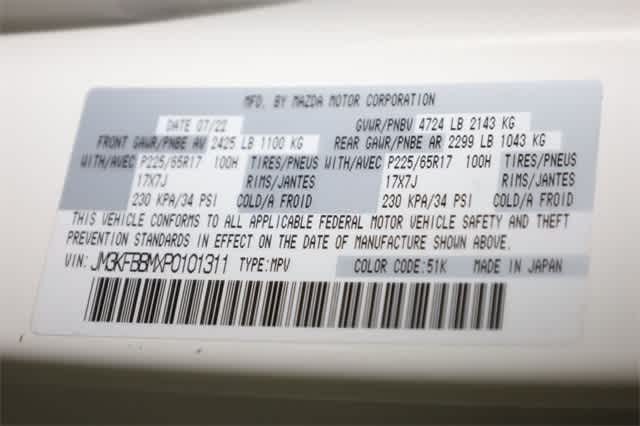 MFD. BY MAZDA MOTOR CORPORATION
DATE 07/22 GVWR/PNBV 4724 LB 2143 KG
FRONT GAWR/PNBE AV 2425 LB 1100 KG REAR GAWR/PNBE AR 2299 LB 1043 KG
WITH/AVEC P225/65R17 100H TIRES/PNEUS WITH/AVEC P225/65R17 100H TIRES/PNEUS
17X7J RIMS/JANTES 17X7J RIMS/JANTES
230 KPA/34 PSI COLD/A FROID 230 KPA/34 PSI COLD/A FROID
THIS VEHICLE CONFORMS TO ALL APPLICABLE FEDERAL MOTOR VEHICLE SAFETY AND THEFT
PREVENTION STANDARDS IN EFFECT ON THE DATE OF MANUFACTURE SHOWN ABOVE.
VIN: JM3KFBBMXP0101311 TYPE:MPV COLOR CODE:51K MADE IN JAPAN